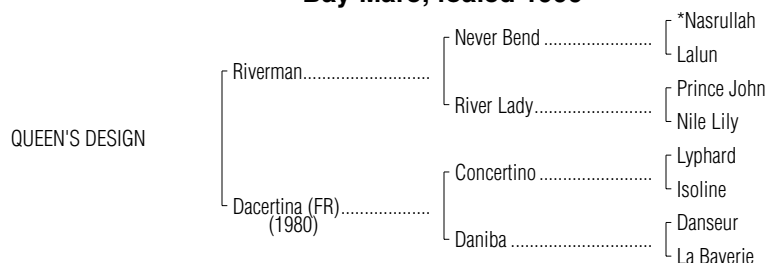 Bay Mare; foaled
*Nasrullah
Never Bend
Lalun
Riverman
Prince John
River Lady
Nile Lily
QUEEN'S DESIGN
Lyphard
Concertino
Isoline
Dacertina (FR)
(1980)
Danseur
Daniba
La Baverie